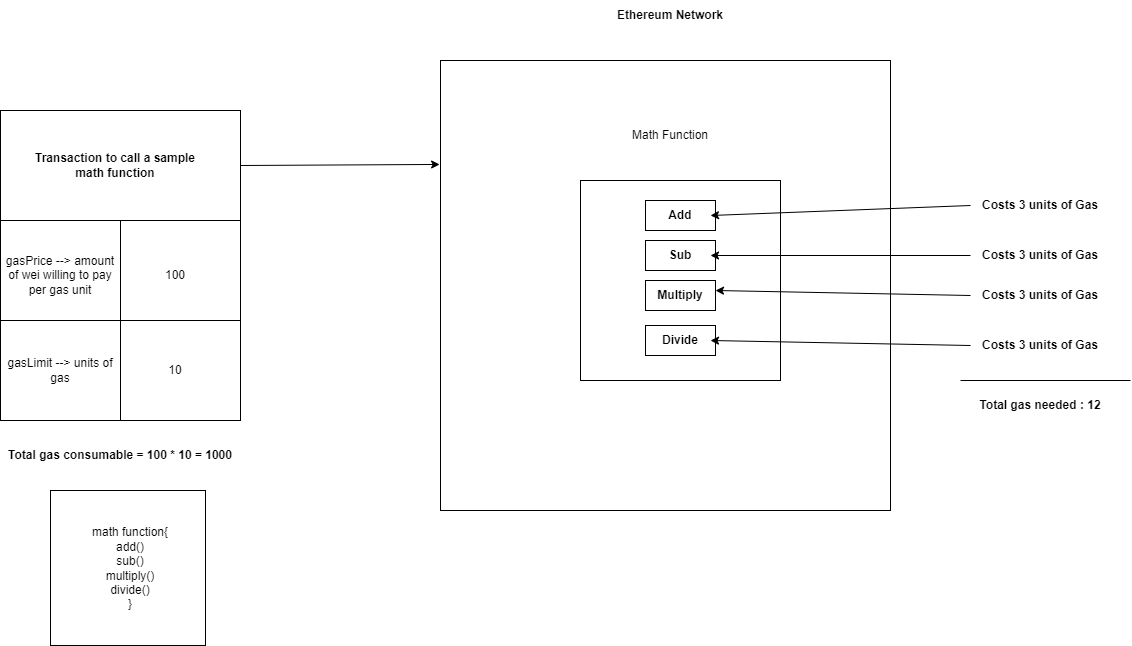 Ethereum Network
Transaction to call a sample
math function
gasPrice --> amount
of wei willing to pay
per gas unit
100
gasLimit --> units of
gas
10
Total gas consumable = 100 * 10 = 1000
math function{
add()
sub()
multiply()
divide()
}
Math Function
Add
Sub
Multiply
Divide
Costs 3 units of Gas
Costs 3 units of Gas
Costs 3 units of Gas
Costs 3 units of Gas
Total gas needed : 12